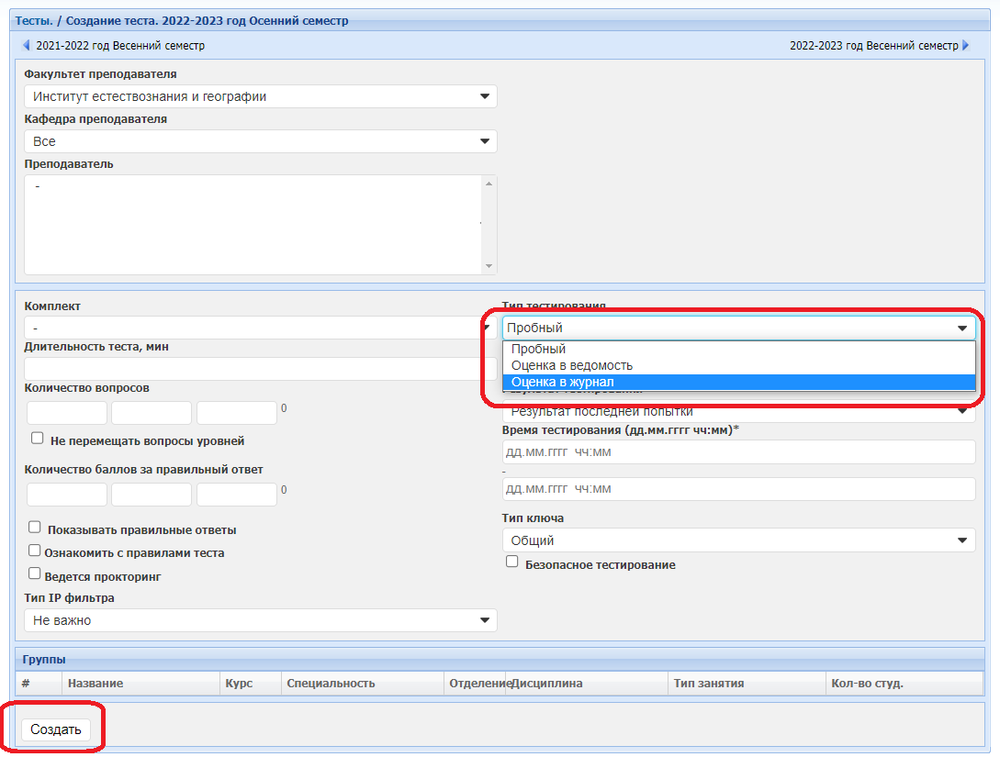 Тесты. / Создание теста. 2022-2023 год Осенний семестр
2021-2022 год Весенний семестр
2022-2023 год Весенний семестр
Факультет преподавателя
Институт естествознания и географии
Кафедра преподавателя
Все
Преподаватель
-
Комплект
-
Длительность теста, мин
Количество вопросов
0
Не перемещать вопросы уровней
Количество баллов за правильный ответ
0
Показывать правильные ответы
Ознакомить с правилами теста
Ведется прокторинг
Тип IP фильтра
Не важно
Тип тестирования
Пробный
Пробный
Оценка в ведомость
Оценка в журнал
Результат тестирования
Результат последней попытки
Время тестирования (дд.мм.гггг чч:мм)*
дд.мм.гггг чч:мм
-
дд.мм.гггг чч:мм
Тип ключа
Общий
Безопасное тестирование
Группы
# Название Курс Специальность Отделение Дисциплина Тип занятия Кол-во студ.
Создать